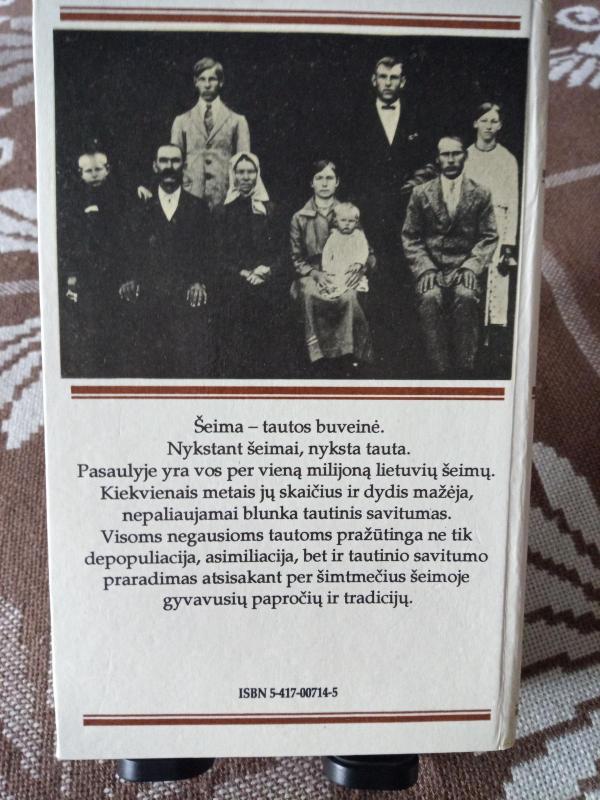 Šeima – tautos buveinė.
Nykstant šeimai, nyksta tauta.
Pasaulyje yra vos per vieną milijoną lietuvių šeimų.
Kiekvienais metais jų skaičius ir dydis mažėja,
nepaliaujamai blunka tautinis savitumas.
Visoms negausioms tautoms pražūtinga ne tik
depopuliacija, asimiliacija, bet ir tautinio savitumo
praradimas atsisakant per šimtmečius šeimoje
gyvavusių papročių ir tradicijų.
ISBN 5-417-00714-5